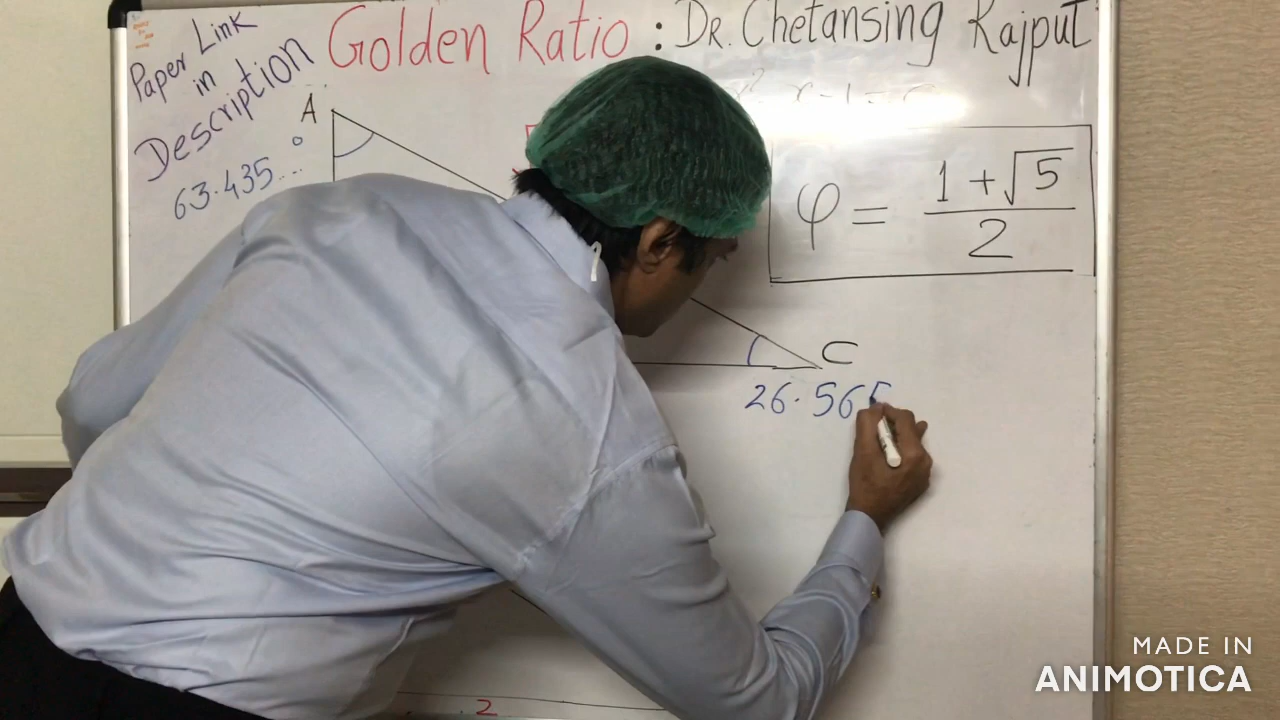 Paper Link
in
Description
Golden Ratio : Dr. Chetansing Rajput
A
63.435...°
φ = 1 + √5 / 2
C
26.565
2
MADE IN
ANIMOTICA